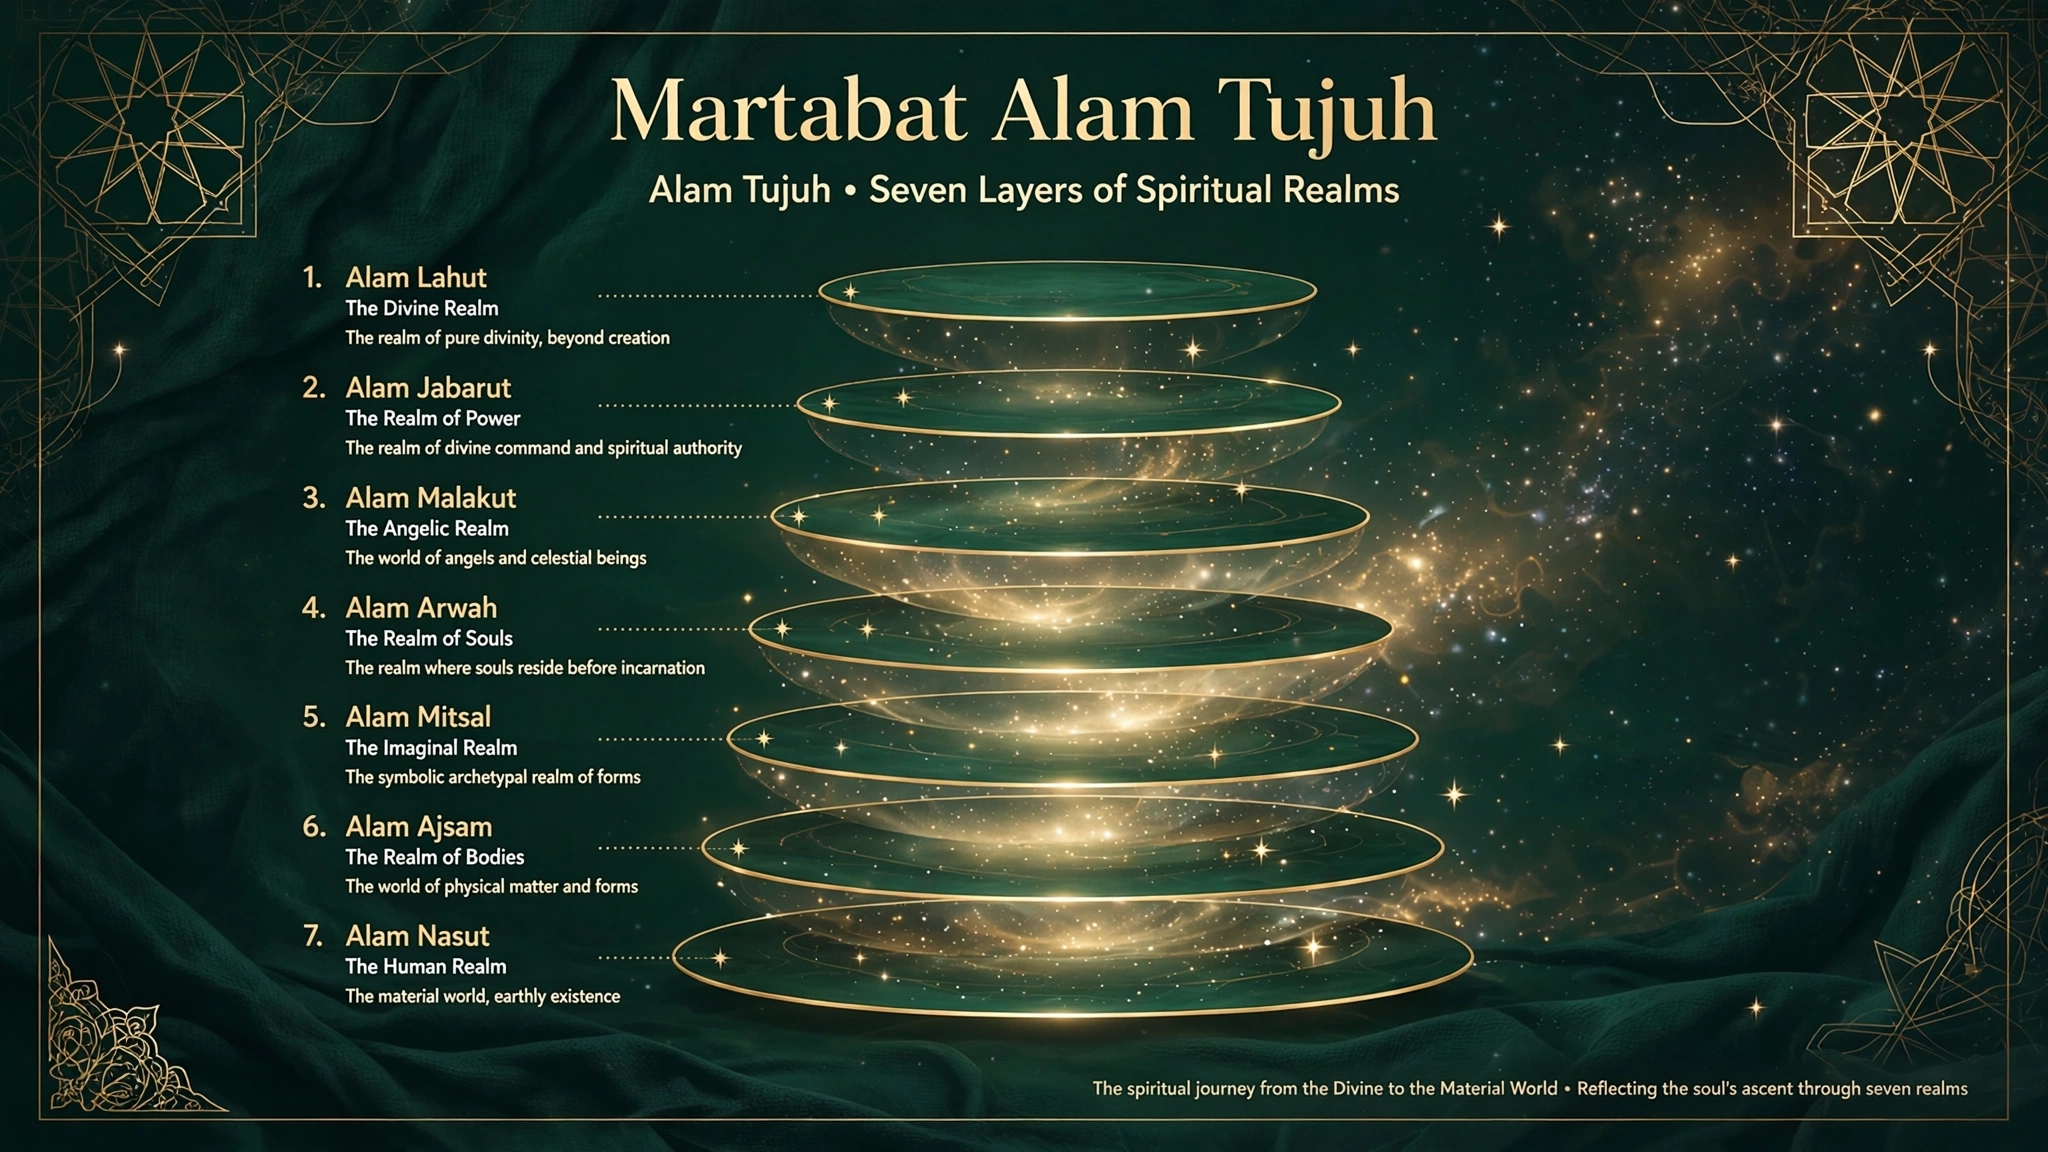 Martabat Alam Tujuh
Alam Tujuh • Seven Layers of Spiritual Realms
1. Alam Lahut
The Divine Realm
The realm of pure divinity, beyond creation
2. Alam Jabarut
The Realm of Power
The realm of divine command and spiritual authority
3. Alam Malakut
The Angelic Realm
The world of angels and celestial beings
4. Alam Arwah
The Realm of Souls
The realm where souls reside before incarnation
5. Alam Mitsal
The Imaginal Realm
The symbolic archetypal realm of forms
6. Alam Ajsam
The Realm of Bodies
The world of physical matter and forms
7. Alam Nasut
The Human Realm
The material world, earthly existence
The spiritual journey from the Divine to the Material World • Reflecting the soul's ascent through seven realms